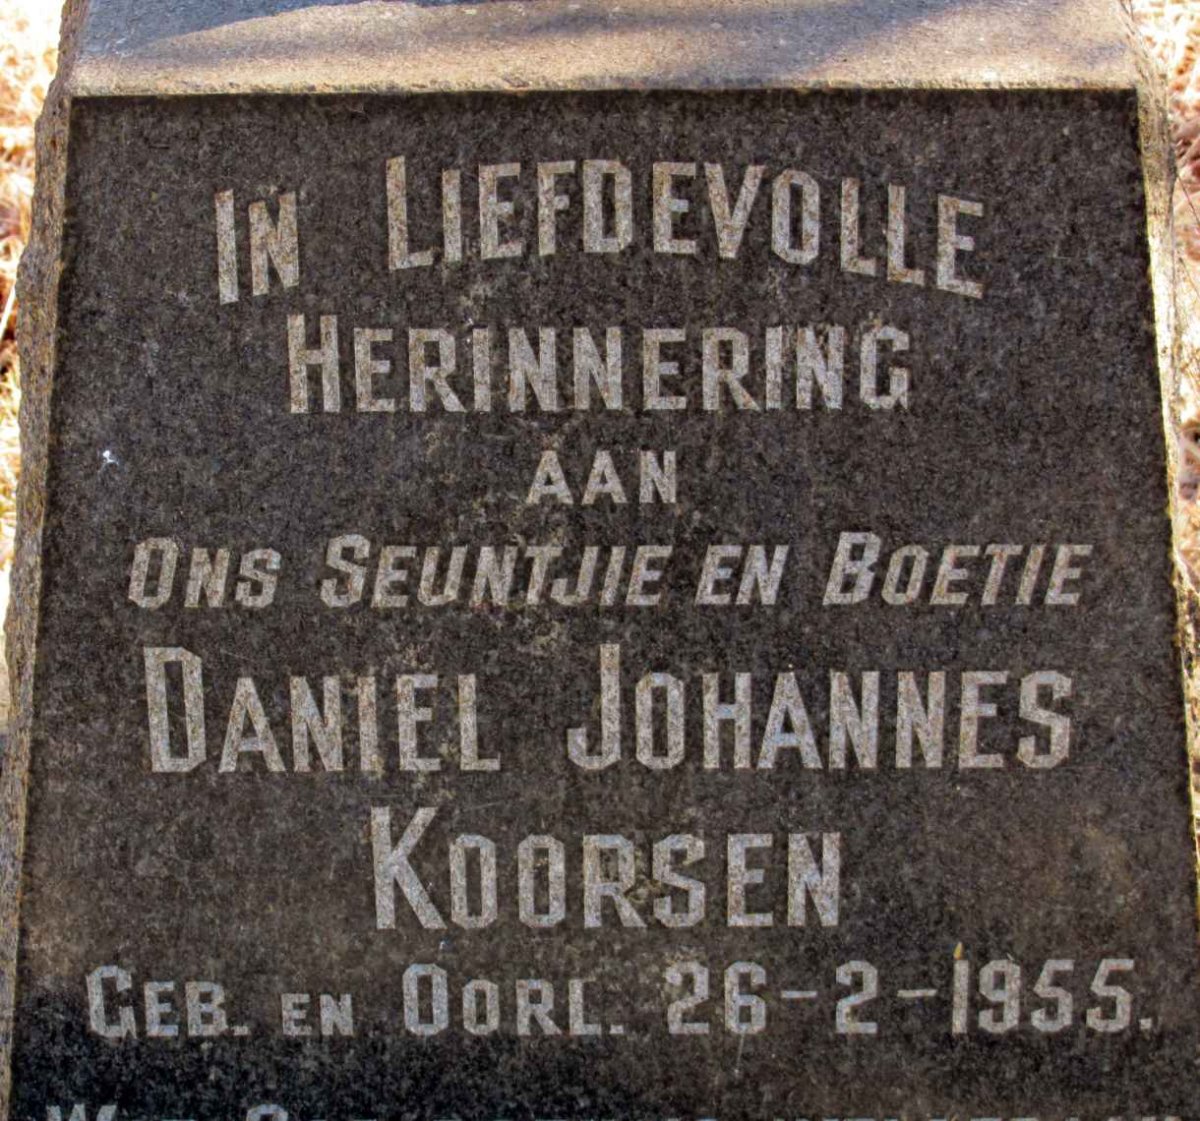 IN LIEFDEVOLLE
HERINNERING
AAN
ONS SEUNTJIE EN BOETIE
DANIEL JOHANNES
KOORSEN
GEB. EN OORL. 26-2-1955.